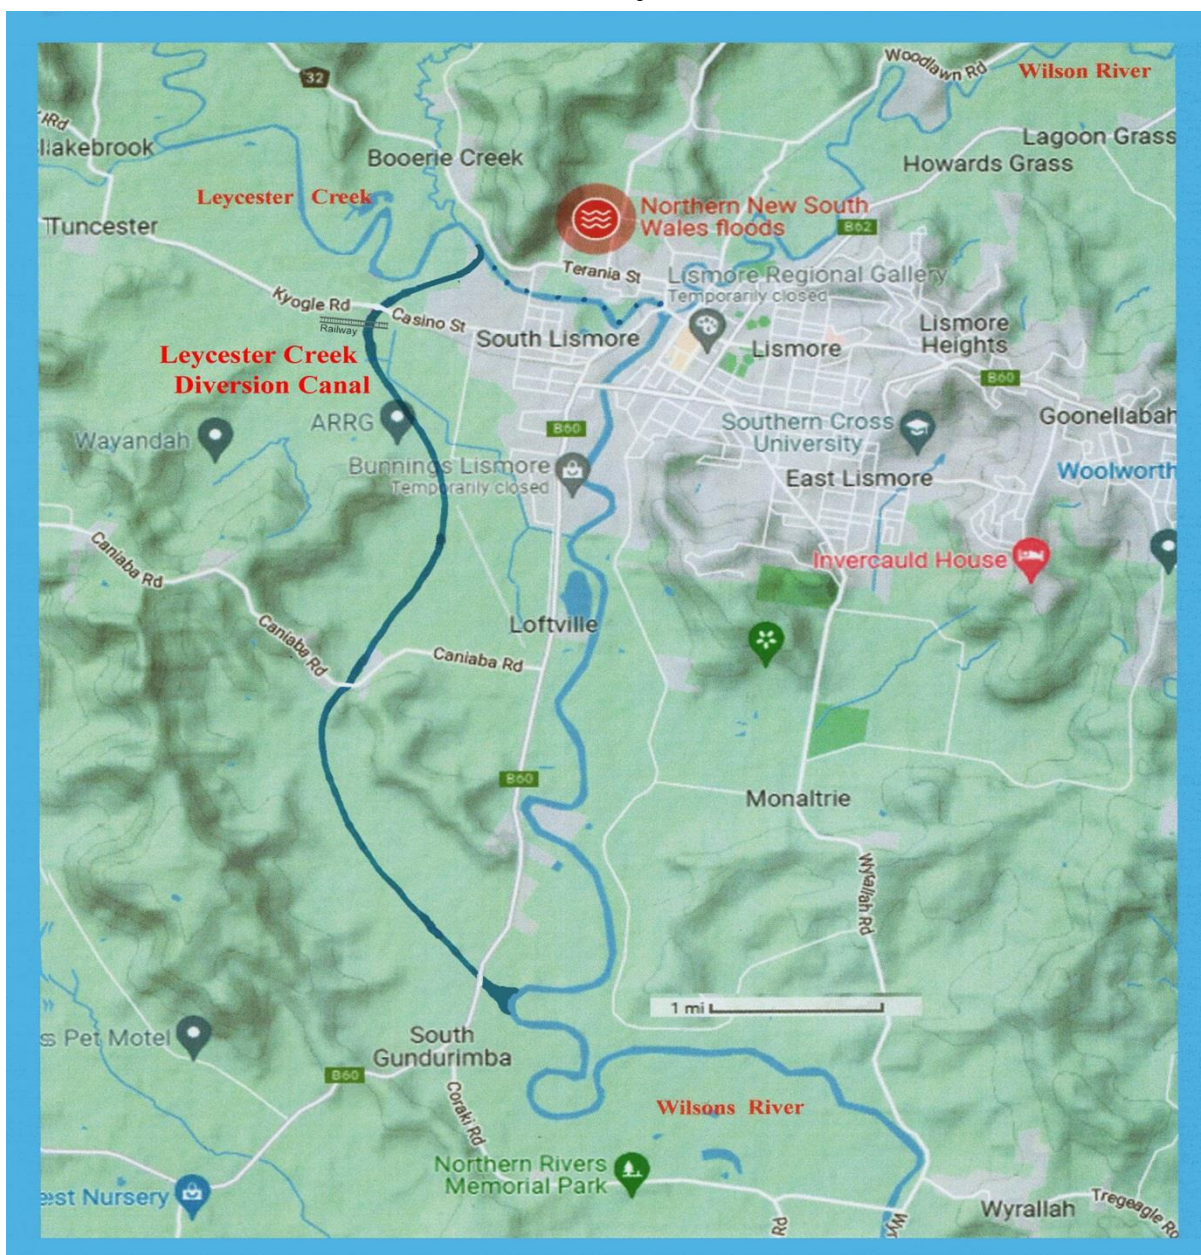 Woodlawn Rd
Wilson River
32
Rd
Booerie Creek
Lagoon Grass
Howards Grass
Leycester Creek
Northern New South
Wales floods
Tuncester
B62
Terania St
Lismore Regional Gallery
Temporarily closed
Kyogle Rd
Casino St
Railway
South Lismore
Lismore
Lismore
Heights
Leycester Creek
Diversion Canal
B60
ARRG
Goonellabah
Wayandah
B60
Southern Cross
University
Bunnings Lismore
Temporarily closed
East Lismore
Woolworth
Caniaba Rd
Invercauld House
Loftville
Caniaba Rd
Caniaba Rd
B60
Monaltrie
Wyrallah Rd
1 mi
s Pet Motel
South
Gundurimba
B60
Coraki Rd
Wilsons River
Northern Rivers
Memorial Park
est Nursery
Wyrallah
Tregeagle Ro
Rd
Wyr